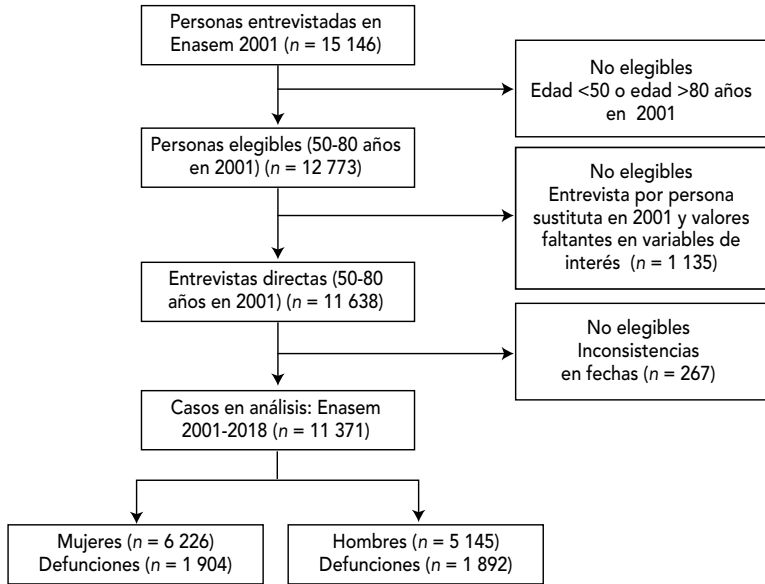 Personas entrevistadas en
Enasem 2001 (n = 15 146)
No elegibles
Edad <50 o edad >80 años
en 2001
Personas elegibles (50-80 años
en 2001) (n = 12 773)
No elegibles
Entrevista por persona
sustituta en 2001 y valores
faltantes en variables de
interés (n = 1 135)
Entrevistas directas (50-80
años en 2001) (n = 11 638)
No elegibles
Inconsistencias
en fechas (n = 267)
Casos en análisis: Enasem
2001-2018 (n = 11 371)
Mujeres (n = 6 226)
Defunciones (n = 1 904)
Hombres (n = 5 145)
Defunciones (n = 1 892)